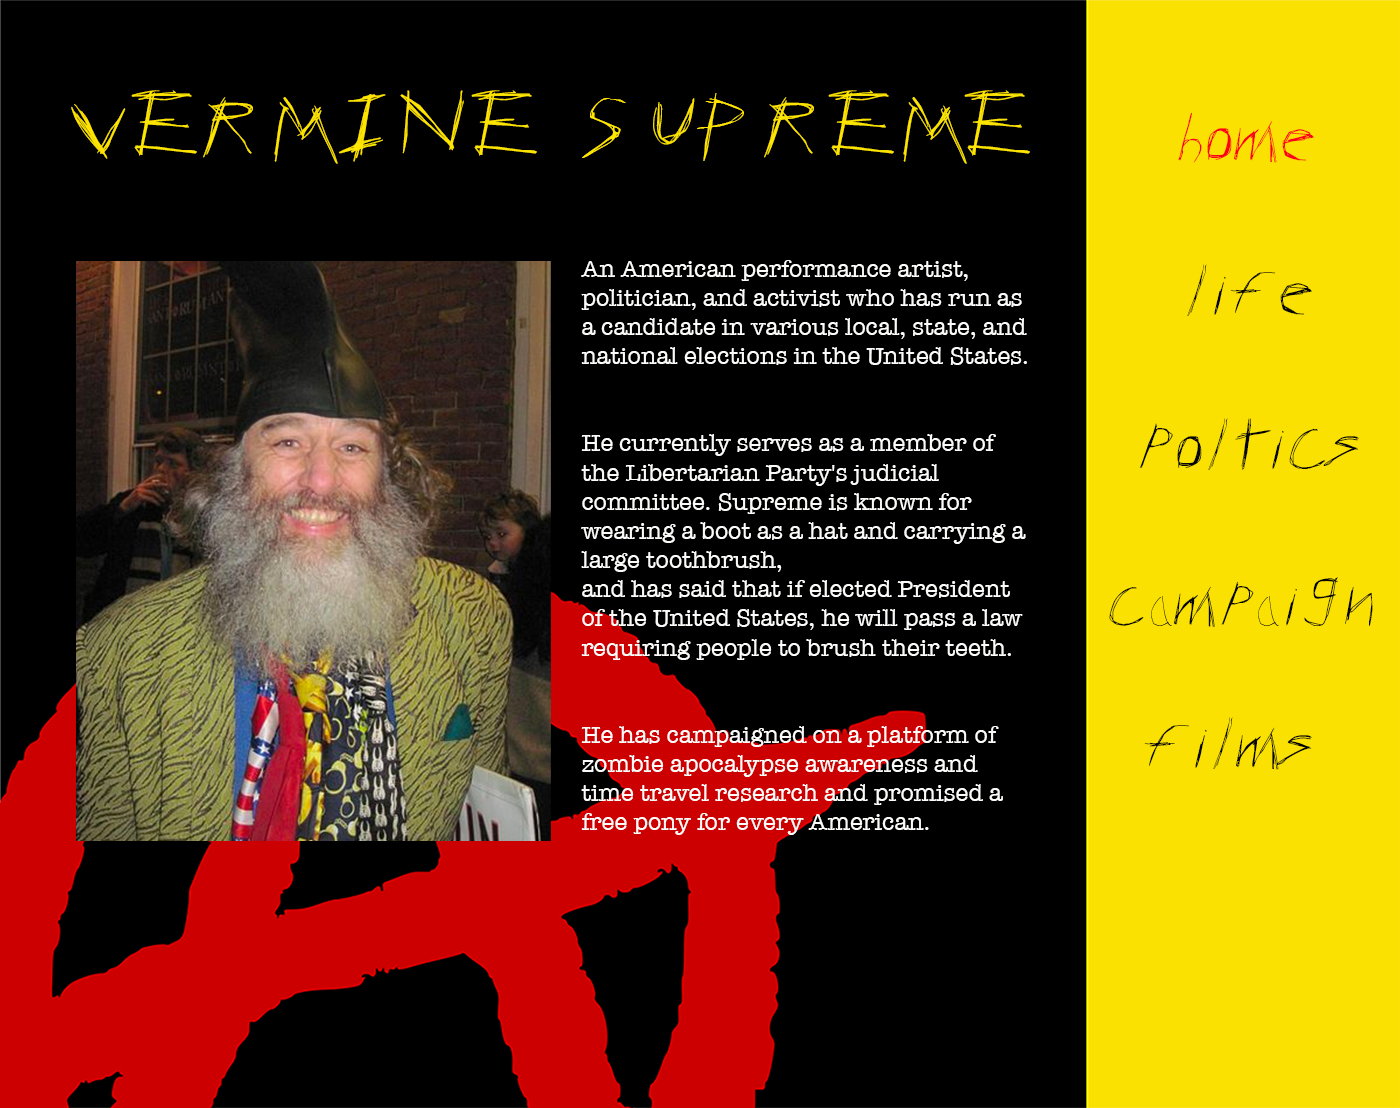 VERMINE SUPREME
An American performance artist,
politician, and activist who has run as
a candidate in various local, state, and
national elections in the United States.
He currently serves as a member of
the Libertarian Party's judicial
committee. Supreme is known for
wearing a boot as a hat and carrying a
large toothbrush,
and has said that if elected President
of the United States, he will pass a law
requiring people to brush their teeth.
He has campaigned on a platform of
zombie apocalypse awareness and
time travel research and promised a
free pony for every American.
home
life
poltics
campaign
films